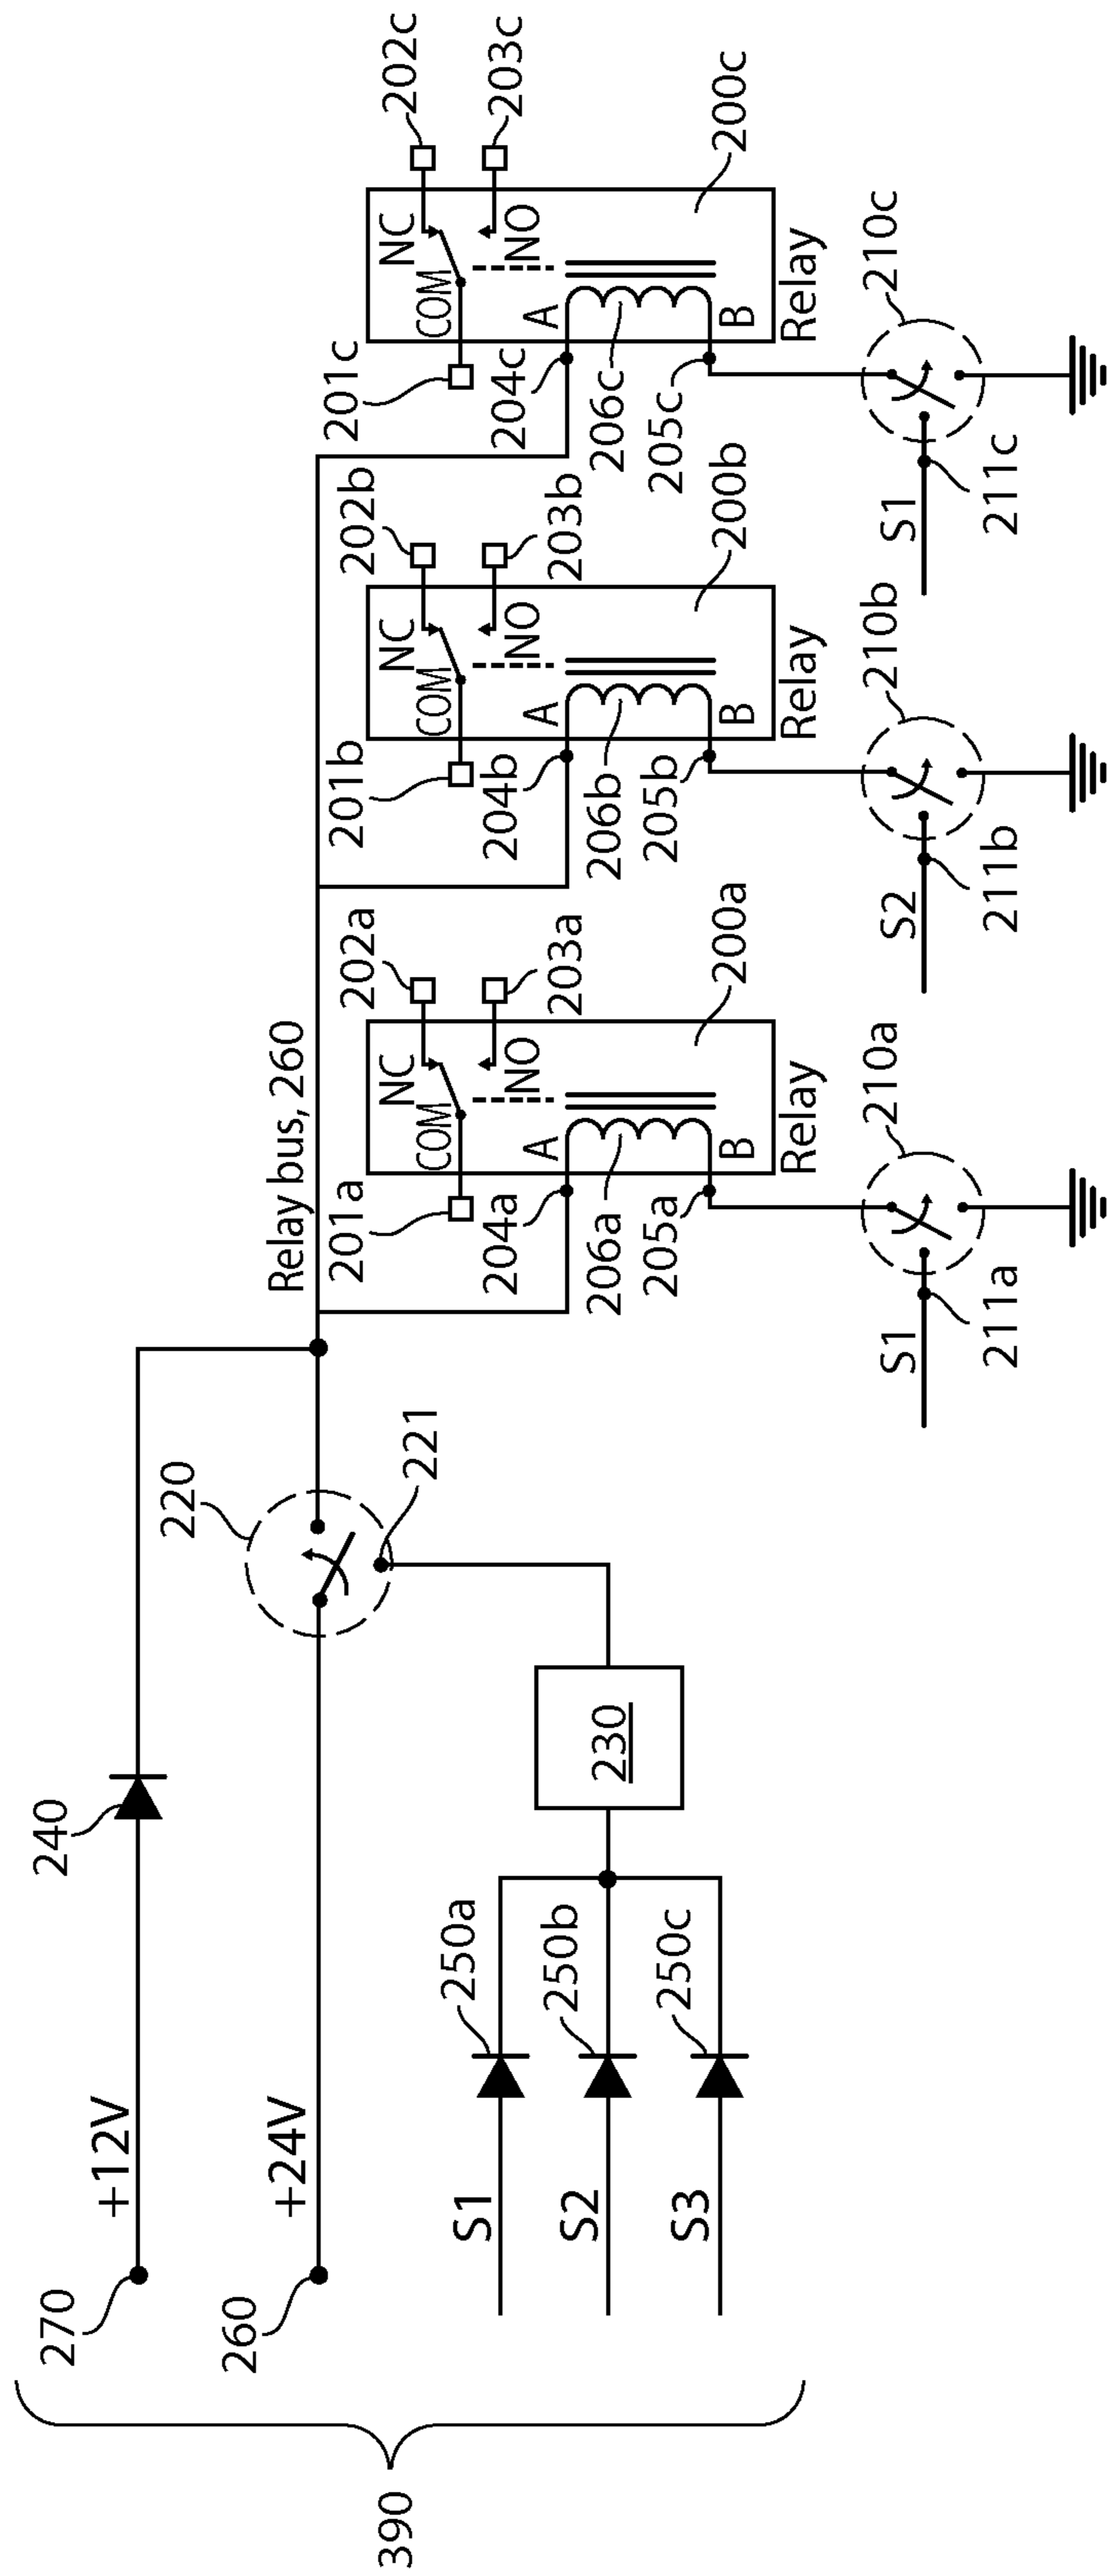 390
270
+12V
240
260
+24V
220
221
S1
250a
S2
250b
S3
250c
230
Relay bus, 260
201a
202a
203a
NC
COM
NO
204a
A
206a
205a
B
200a
Relay
S1
211a
210a
201b
202b
203b
NC
COM
NO
204b
A
206b
205b
B
200b
Relay
S2
211b
210b
201c
202c
203c
NC
COM
NO
204c
A
206c
205c
B
200c
Relay
S1
211c
210c